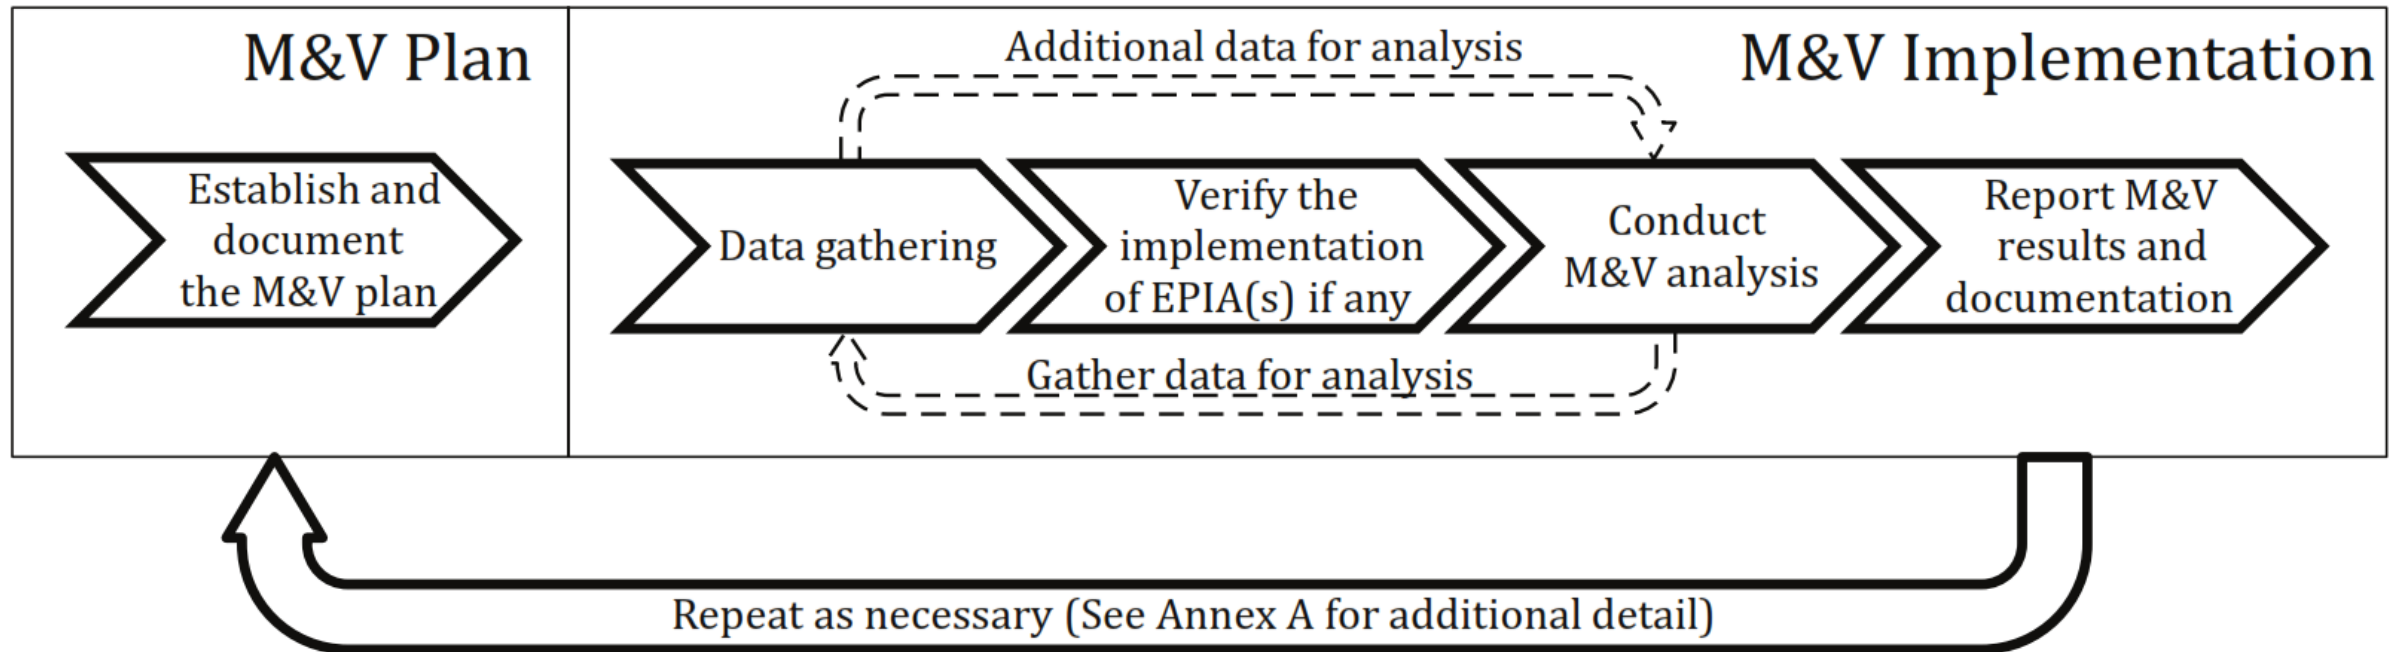 M&V Plan
Establish and
document
the M&V plan
M&V Implementation
Additional data for analysis
Data gathering
Verify the
implementation
of EPIA(s) if any
Conduct
M&V analysis
Report M&V
results and
documentation
Gather data for analysis
Repeat as necessary (See Annex A for additional detail)